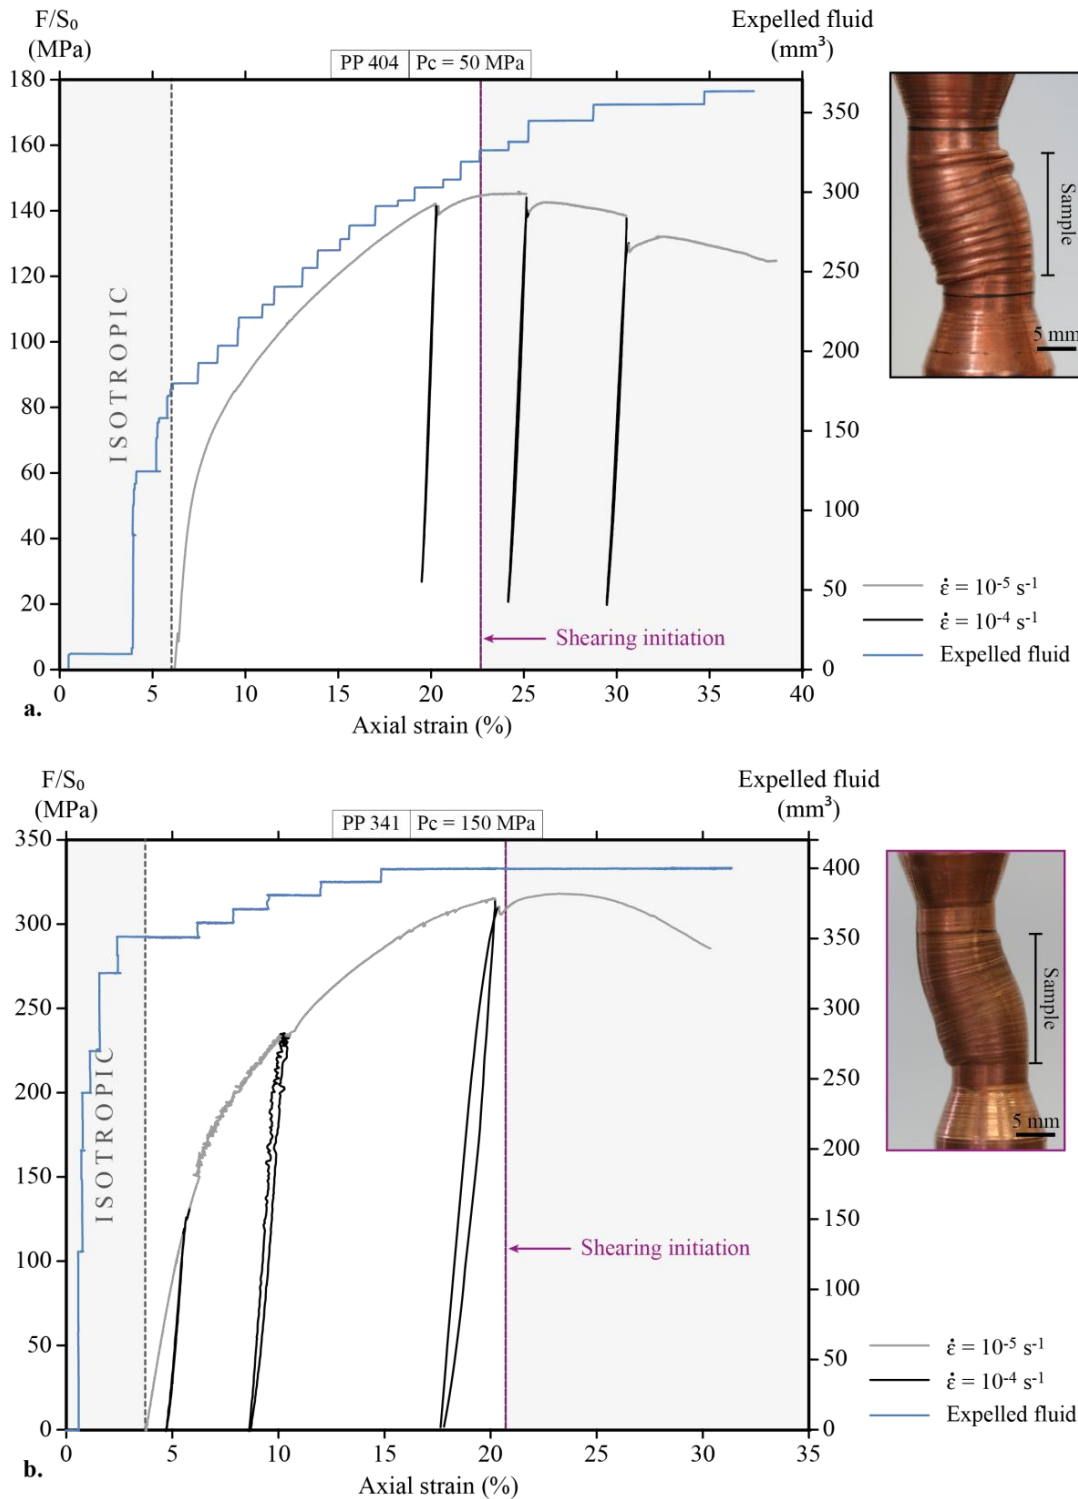 F/S₀
(MPa)
Expelled fluid
(mm³)
PP 404 Pc = 50 MPa
180
160
140
120
100
80
60
40
20
0
350
300
250
200
150
100
50
0
ISOTROPIC
Shearing initiation
Sample
5 mm
ε̇ = 10⁻⁵ s⁻¹
ε̇ = 10⁻⁴ s⁻¹
Expelled fluid
0 5 10 15 20 25 30 35 40
a.
Axial strain (%)
F/S₀
(MPa)
Expelled fluid
(mm³)
PP 341 Pc = 150 MPa
350
300
250
200
150
100
50
0
400
350
300
250
200
150
100
50
0
ISOTROPIC
Shearing initiation
Sample
5 mm
ε̇ = 10⁻⁵ s⁻¹
ε̇ = 10⁻⁴ s⁻¹
Expelled fluid
0 5 10 15 20 25 30 35
b.
Axial strain (%)